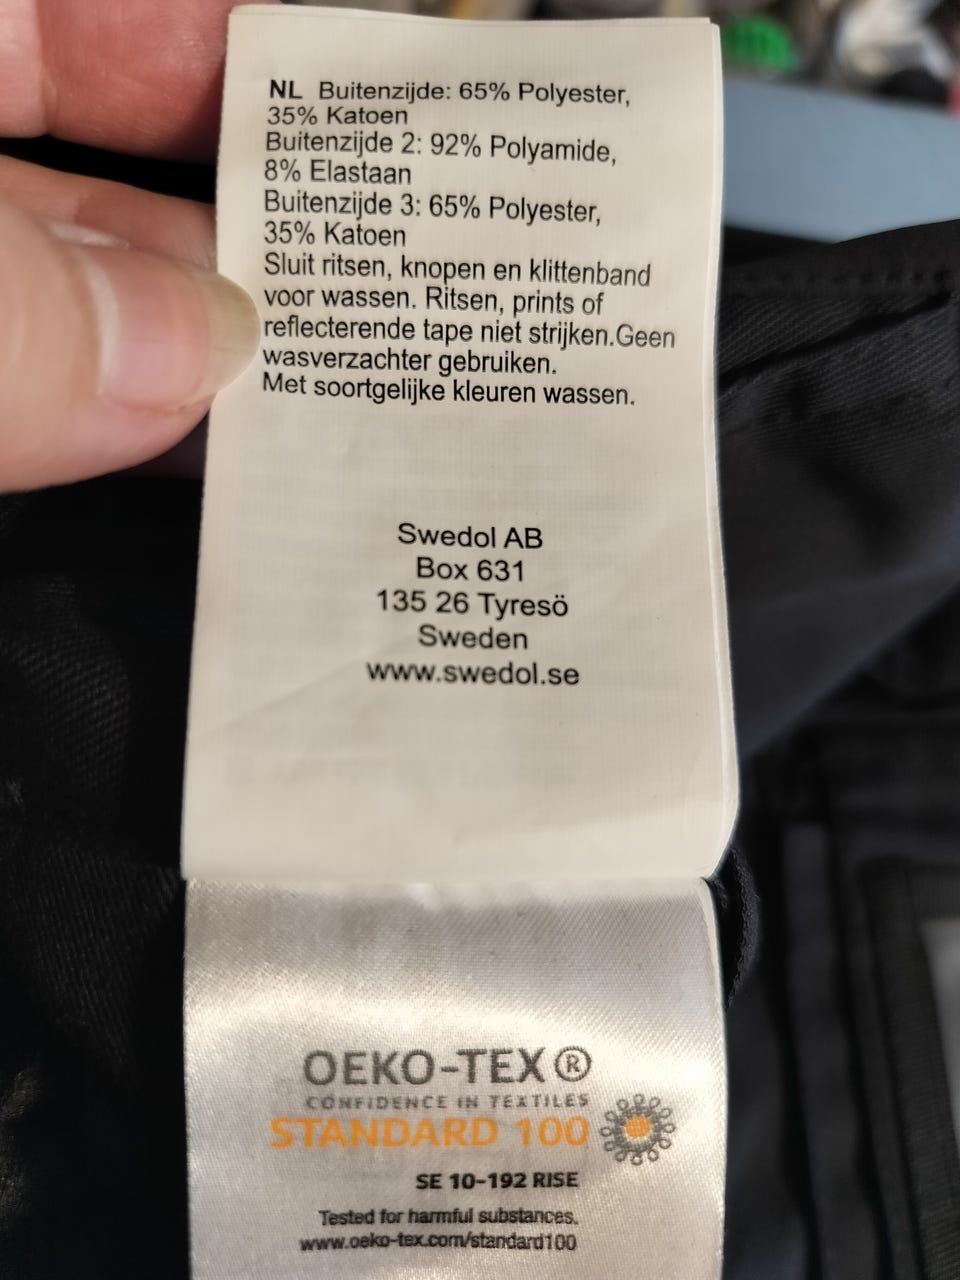 NL Buitenzijde: 65% Polyester,
35% Katoen
Buitenzijde 2: 92% Polyamide,
8% Elastaan
Buitenzijde 3: 65% Polyester,
35% Katoen
Sluit ritsen, knopen en klittenband
voor wassen. Ritsen, prints of
reflecterende tape niet strijken.Geen
wasverzachter gebruiken.
Met soortgelijke kleuren wassen.
Swedol AB
Box 631
135 26 Tyresö
Sweden
www.swedol.se
OEKO-TEX®
CONFIDENCE IN TEXTILES
STANDARD 100
SE 10-192 RISE
Tested for harmful substances.
www.oeko-tex.com/standard100